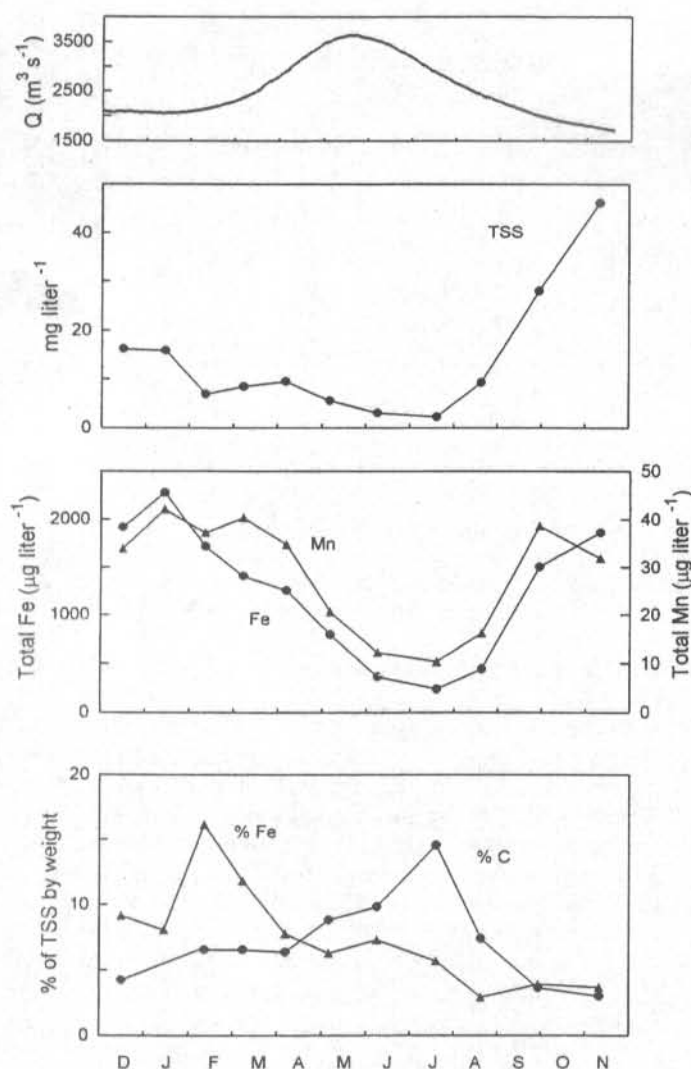 3500
2500
1500
Q (m³ s⁻¹)
40
20
0
mg liter ⁻¹
TSS
2000
1000
0
Total Fe (µg liter ⁻¹)
50
40
30
20
10
0
Total Mn (µg liter ⁻¹)
Mn
Fe
20
10
0
% of TSS by weight
% Fe
% C
D J F M A M J J A S O N